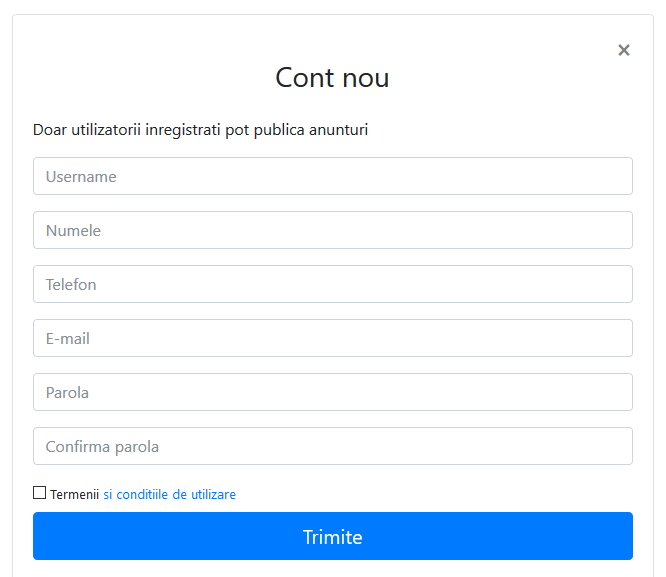 ×
Cont nou
Doar utilizatorii inregistrati pot publica anunturi
Username
Numele
Telefon
E-mail
Parola
Confirma parola
Termenii si conditiile de utilizare
Trimite